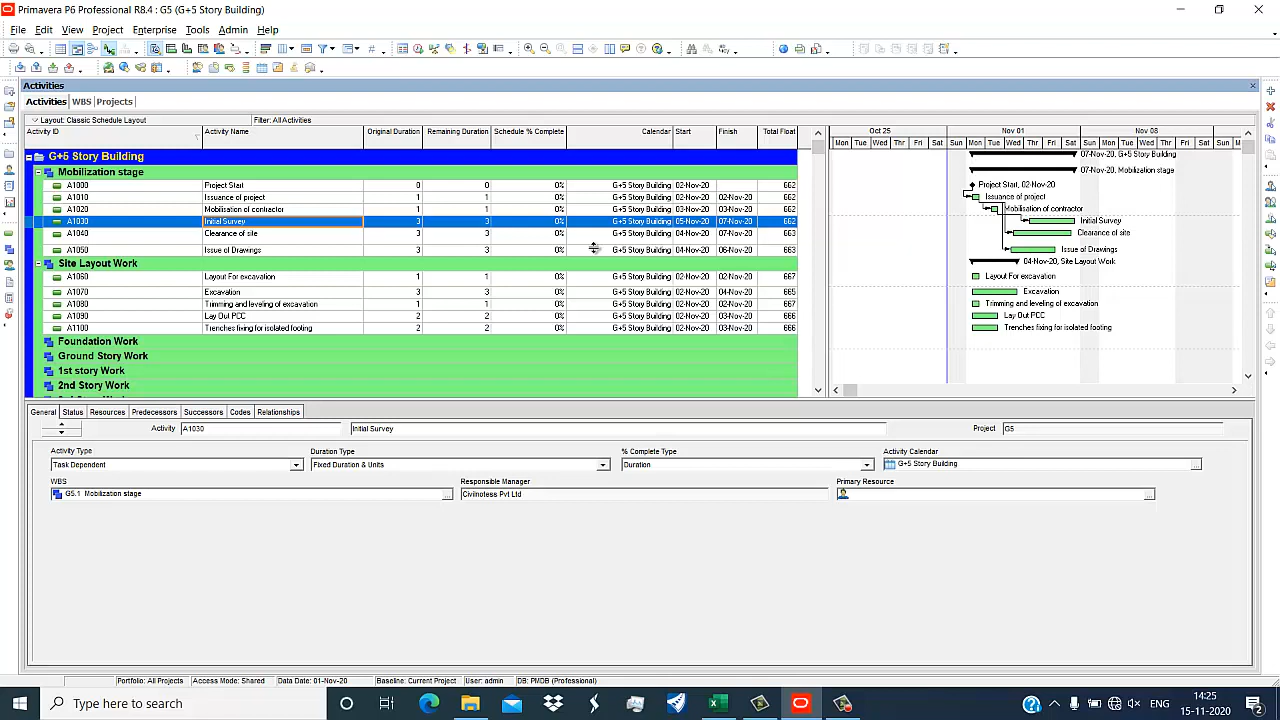 Primavera P6 Professional R8.4 : G5 (G+5 Story Building)
File Edit View Project Enterprise Tools Admin Help
Activities
Activities WBS Projects
Layout: Classic Schedule Layout Filter: All Activities
Activity ID Activity Name Original Duration Remaining Duration Schedule % Complete Calendar Start Finish Total Float
Oct 25 Nov 01 Nov 08
Mon Tue Wed Thr Fri Sat Sun Mon Tue Wed Thr Fri Sat Sun Mon Tue Wed Thr Fri Sat Sun M
G+5 Story Building 07-Nov-20, G+5 Story Building
Mobilization stage 07-Nov-20, Mobilization stage
A1000 Project Start 0 0 0% G+5 Story Building 02-Nov-20 662 Project Start, 02-Nov-20
A1010 Issuance of project 1 1 0% G+5 Story Building 02-Nov-20 02-Nov-20 662 Issuance of project
A1020 Mobilisation of contractor 1 1 0% G+5 Story Building 03-Nov-20 03-Nov-20 662 Mobilisation of contractor
A1030 Initial Survey 3 3 0% G+5 Story Building 05-Nov-20 07-Nov-20 662 Initial Survey
A1040 Clearance of site 3 3 0% G+5 Story Building 04-Nov-20 07-Nov-20 663 Clearance of site
A1050 Issue of Drawings 3 3 0% G+5 Story Building 04-Nov-20 06-Nov-20 663 Issue of Drawings
Site Layout Work 04-Nov-20, Site Layout Work
A1060 Layout For excavation 1 1 0% G+5 Story Building 02-Nov-20 02-Nov-20 667 Layout For excavation
A1070 Excavation 3 3 0% G+5 Story Building 02-Nov-20 04-Nov-20 665 Excavation
A1080 Trimming and leveling of excavation 1 1 0% G+5 Story Building 02-Nov-20 02-Nov-20 667 Trimming and leveling of excavation
A1090 Lay Out PCC 2 2 0% G+5 Story Building 02-Nov-20 03-Nov-20 666 Lay Out PCC
A1100 Trenches fixing for isolated footing 2 2 0% G+5 Story Building 02-Nov-20 03-Nov-20 666 Trenches fixing for isolated footing
Foundation Work
Ground Story Work
1st story Work
2nd Story Work
General Status Resources Predecessors Successors Codes Relationships
Activity A1030 Initial Survey Project G5
Activity Type Duration Type % Complete Type Activity Calendar
Task Dependent Fixed Duration & Units Duration G+5 Story Building
WBS Responsible Manager Primary Resource
G5.1 Mobilization stage Civilnotess Pvt Ltd
Portfolio: All Projects Access Mode: Shared Data Date: 01-Nov-20 Baseline: Current Project User: admin DB: PMDB (Professional)
Type here to search
14:25
15-11-2020